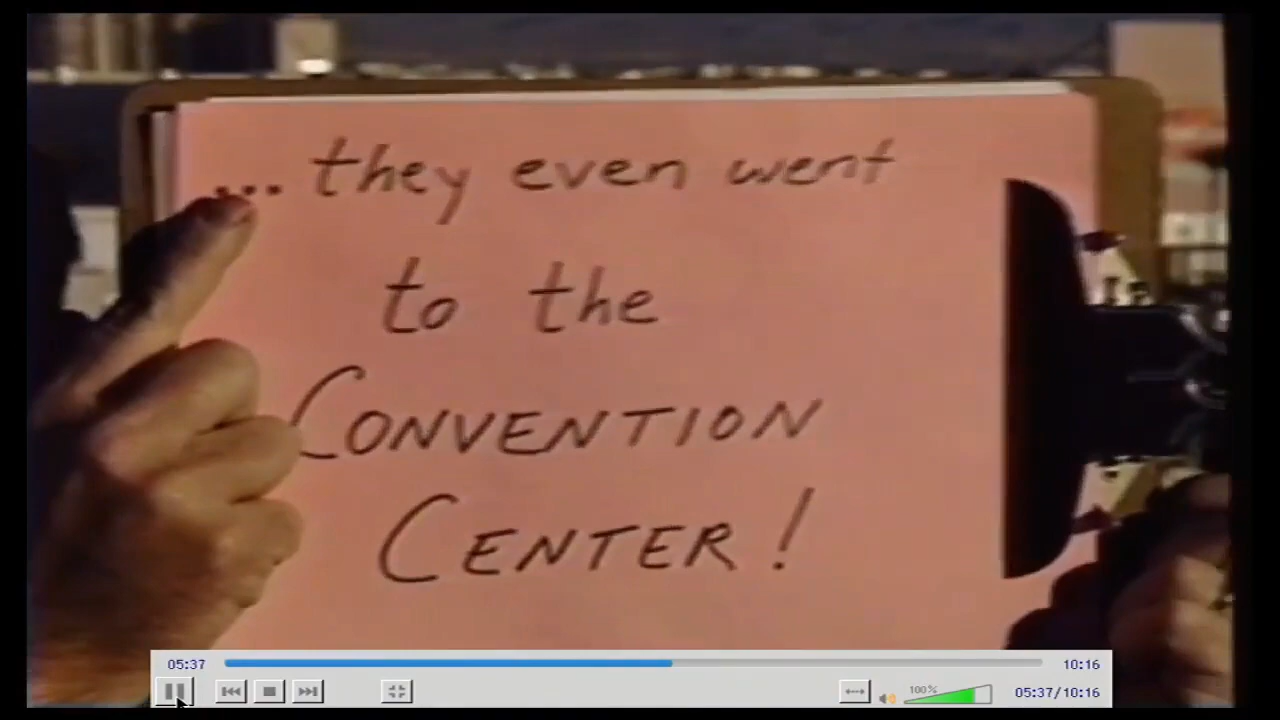 ... they even went
to the
CONVENTION
CENTER!
05:37
10:16
100%
05:37/10:16